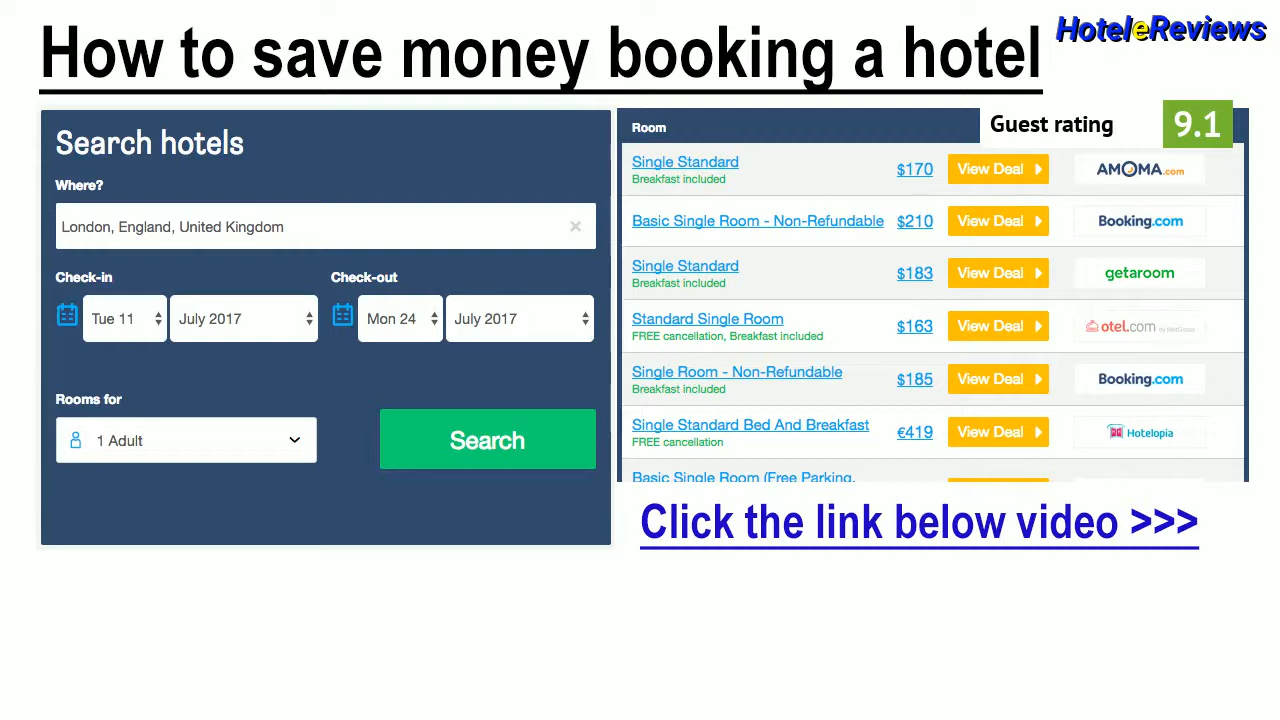 How to save money booking a hotel
HoteleReviews
Search hotels
Where?
London, England, United Kingdom
Check-in
Check-out
Tue 11
July 2017
Mon 24
July 2017
Rooms for
1 Adult
Search
Room
Guest rating
9.1
Single Standard
Breakfast included
$170
View Deal
AMOMA.com
Basic Single Room - Non-Refundable
$210
View Deal
Booking.com
Single Standard
Breakfast included
$183
View Deal
getaroom
Standard Single Room
FREE cancellation, Breakfast included
$163
View Deal
otel.com
Single Room - Non-Refundable
Breakfast included
$185
View Deal
Booking.com
Single Standard Bed And Breakfast
FREE cancellation
€419
View Deal
Hotelopia
Basic Single Room (Free Parking,
Click the link below video >>>